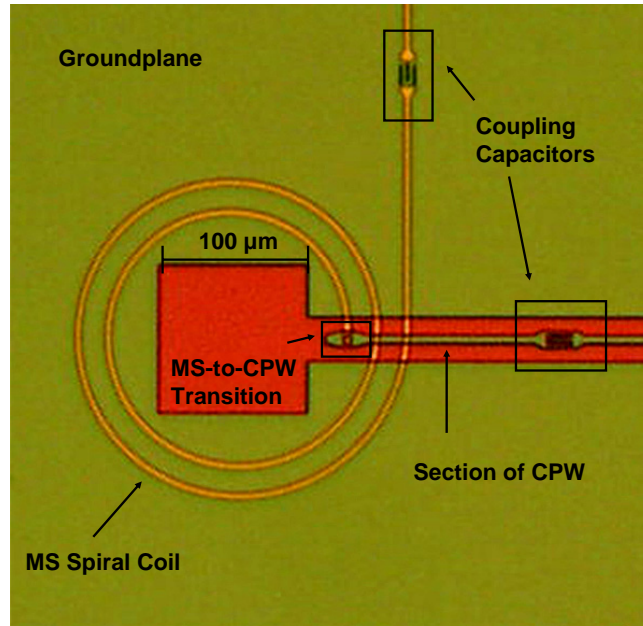 Groundplane
Coupling
Capacitors
100 µm
MS-to-CPW
Transition
Section of CPW
MS Spiral Coil